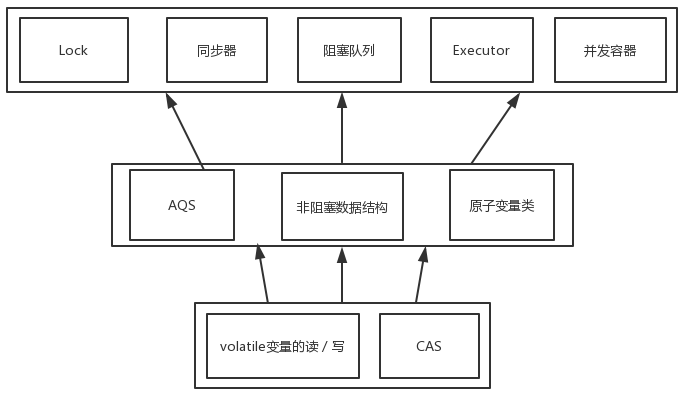 Lock
同步器
阻塞队列
Executor
并发容器
AQS
非阻塞数据结构
原子变量类
volatile变量的读 / 写
CAS